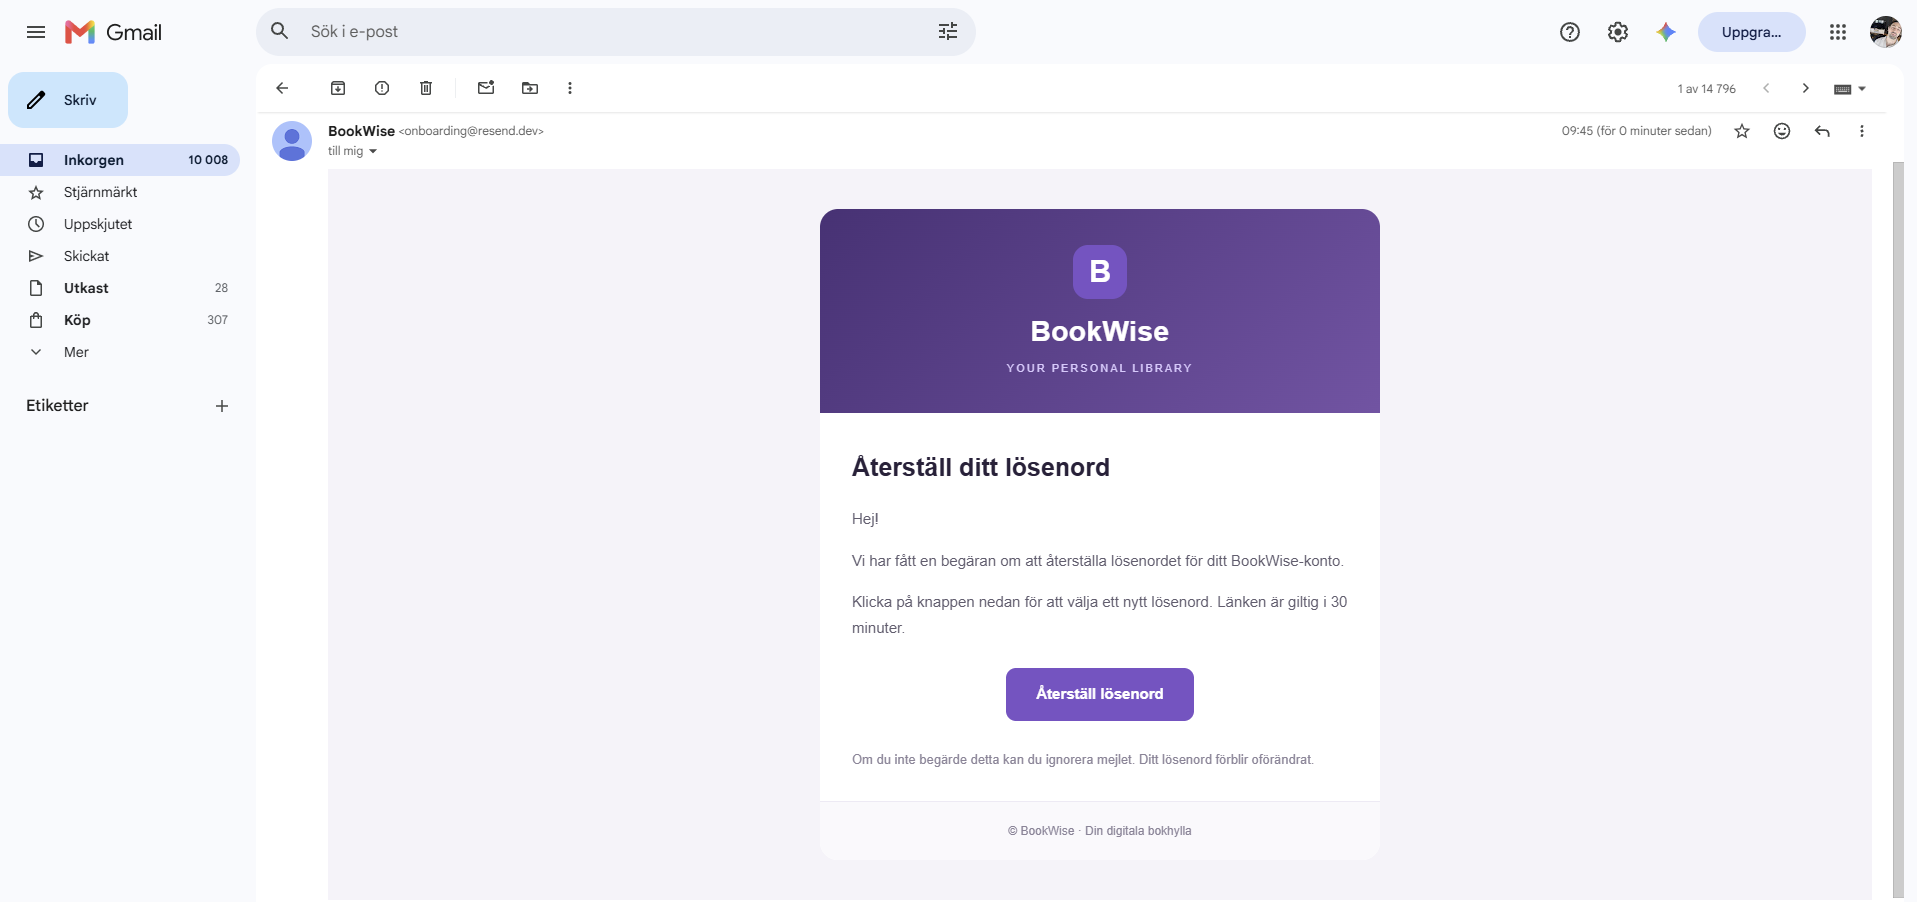 Gmail
Sök i e-post
Uppgra...
Skriv
Inkorgen 10 008
Stjärnmärkt
Uppskjutet
Skickat
Utkast 28
Köp 307
Mer
Etiketter
1 av 14 796
BookWise <onboarding@resend.dev>
09:45 (för 0 minuter sedan)
till mig
B
BookWise
YOUR PERSONAL LIBRARY
Återställ ditt lösenord
Hej!
Vi har fått en begäran om att återställa lösenordet för ditt BookWise-konto.
Klicka på knappen nedan för att välja ett nytt lösenord. Länken är giltig i 30
minuter.
Återställ lösenord
Om du inte begärde detta kan du ignorera mejlet. Ditt lösenord förblir oförändrat.
© BookWise · Din digitala bokhylla